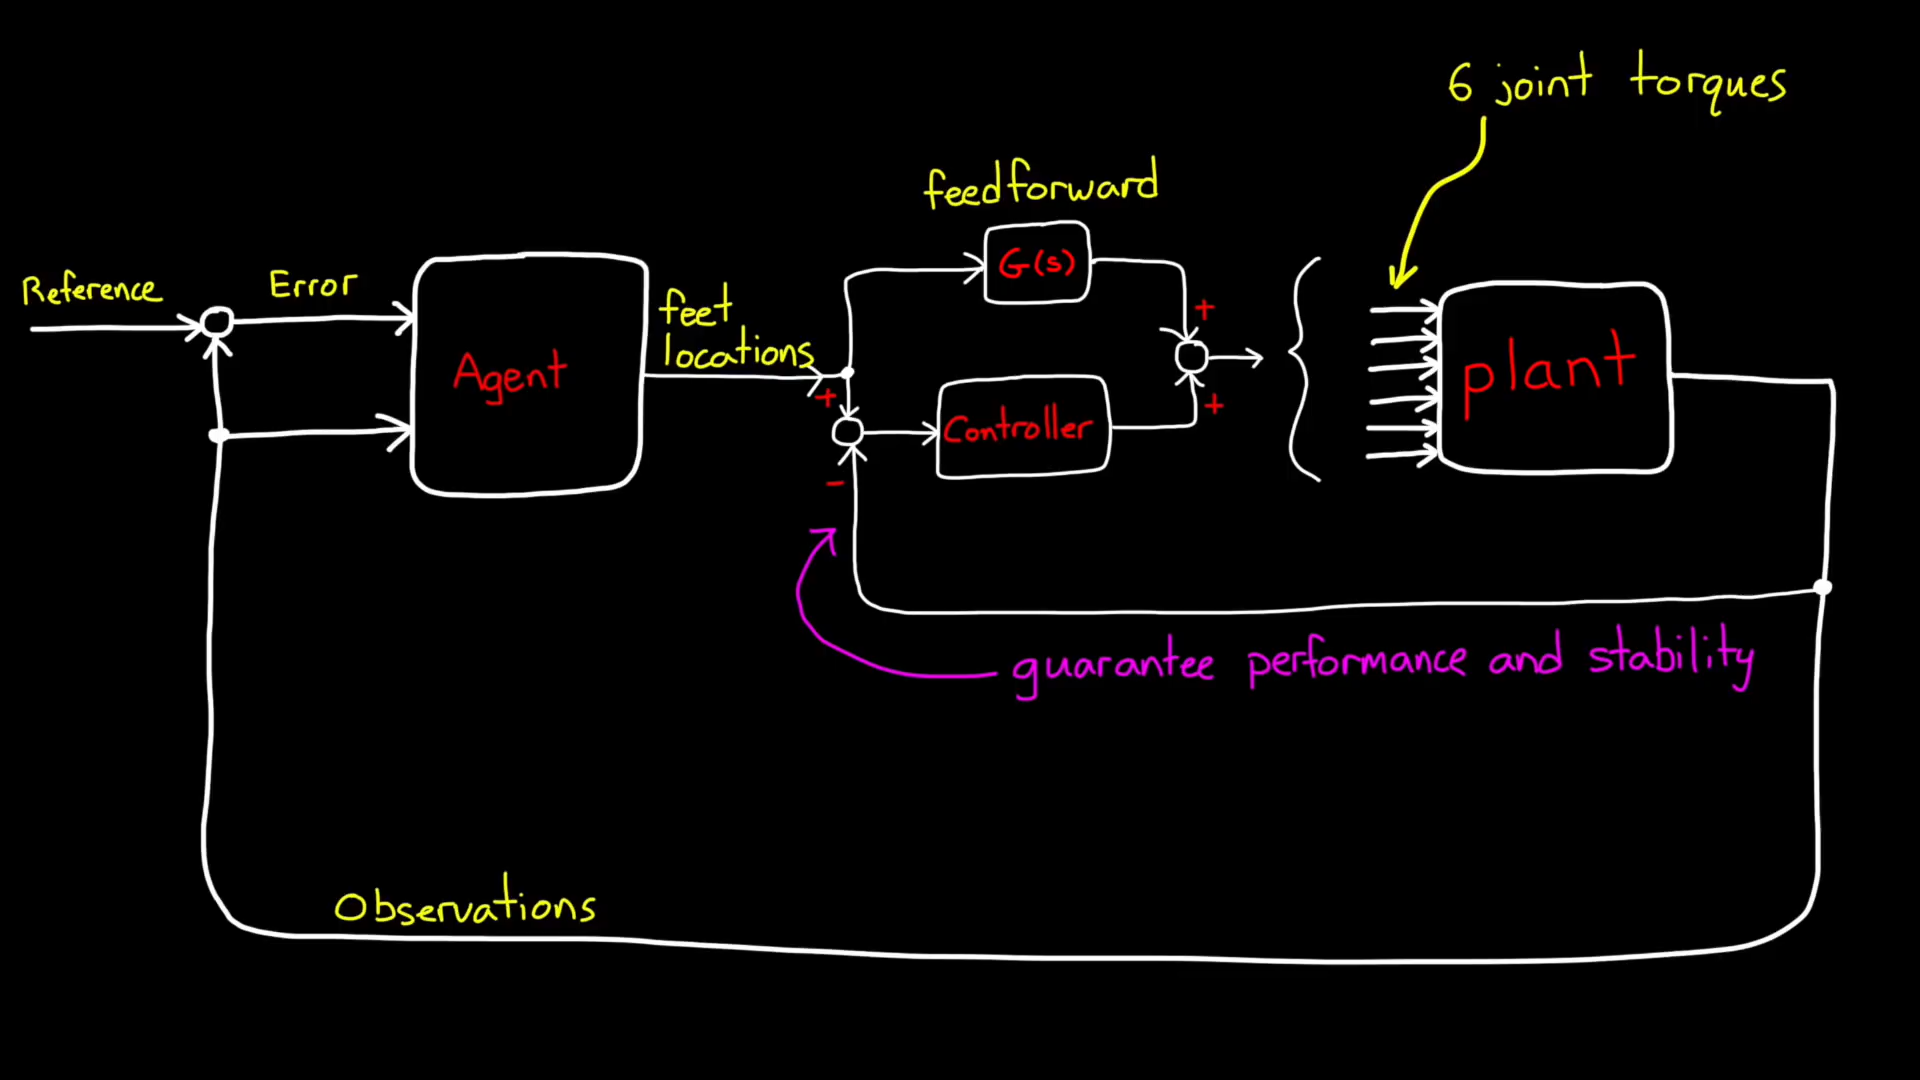 6 joint torques
feedforward
Reference
Error
G(s)
+
feet
locations
Agent
plant
+
+
Controller
-
guarantee performance and stability
Observations